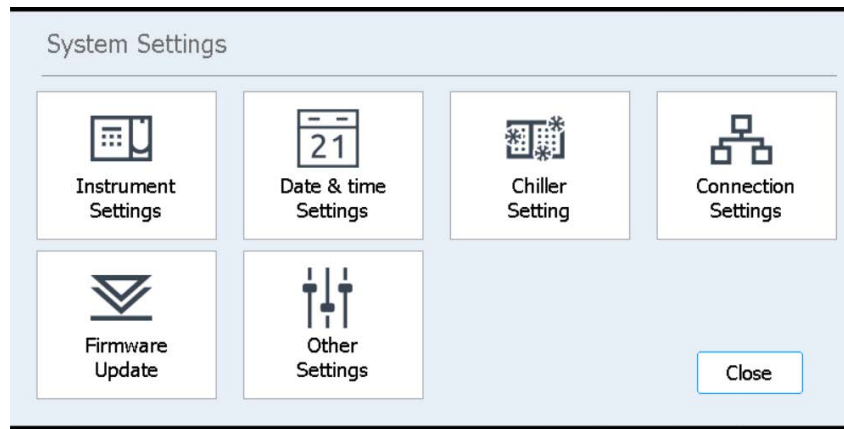 System Settings
Instrument
Settings
21
Date & time
Settings
Chiller
Setting
Connection
Settings
Firmware
Update
Other
Settings
Close